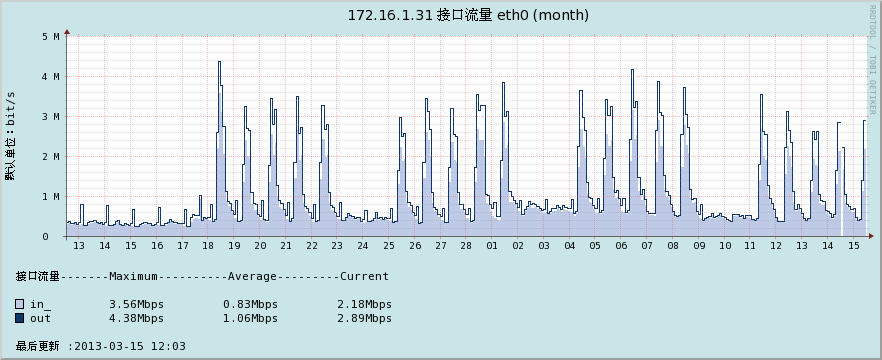 172.16.1.31 接口流量 eth0 (month)
RRDTOOL / TOBI OETIKER
默认单位：bit/s
5 M
4 M
3 M
2 M
1 M
0
13 14 15 16 17 18 19 20 21 22 23 24 25 26 27 28 01 02 03 04 05 06 07 08 09 10 11 12 13 14 15
接口流量-------Maximum----------Average---------Current
in_ 3.56Mbps 0.83Mbps 2.18Mbps
out 4.38Mbps 1.06Mbps 2.89Mbps
最后更新 :2013-03-15 12:03